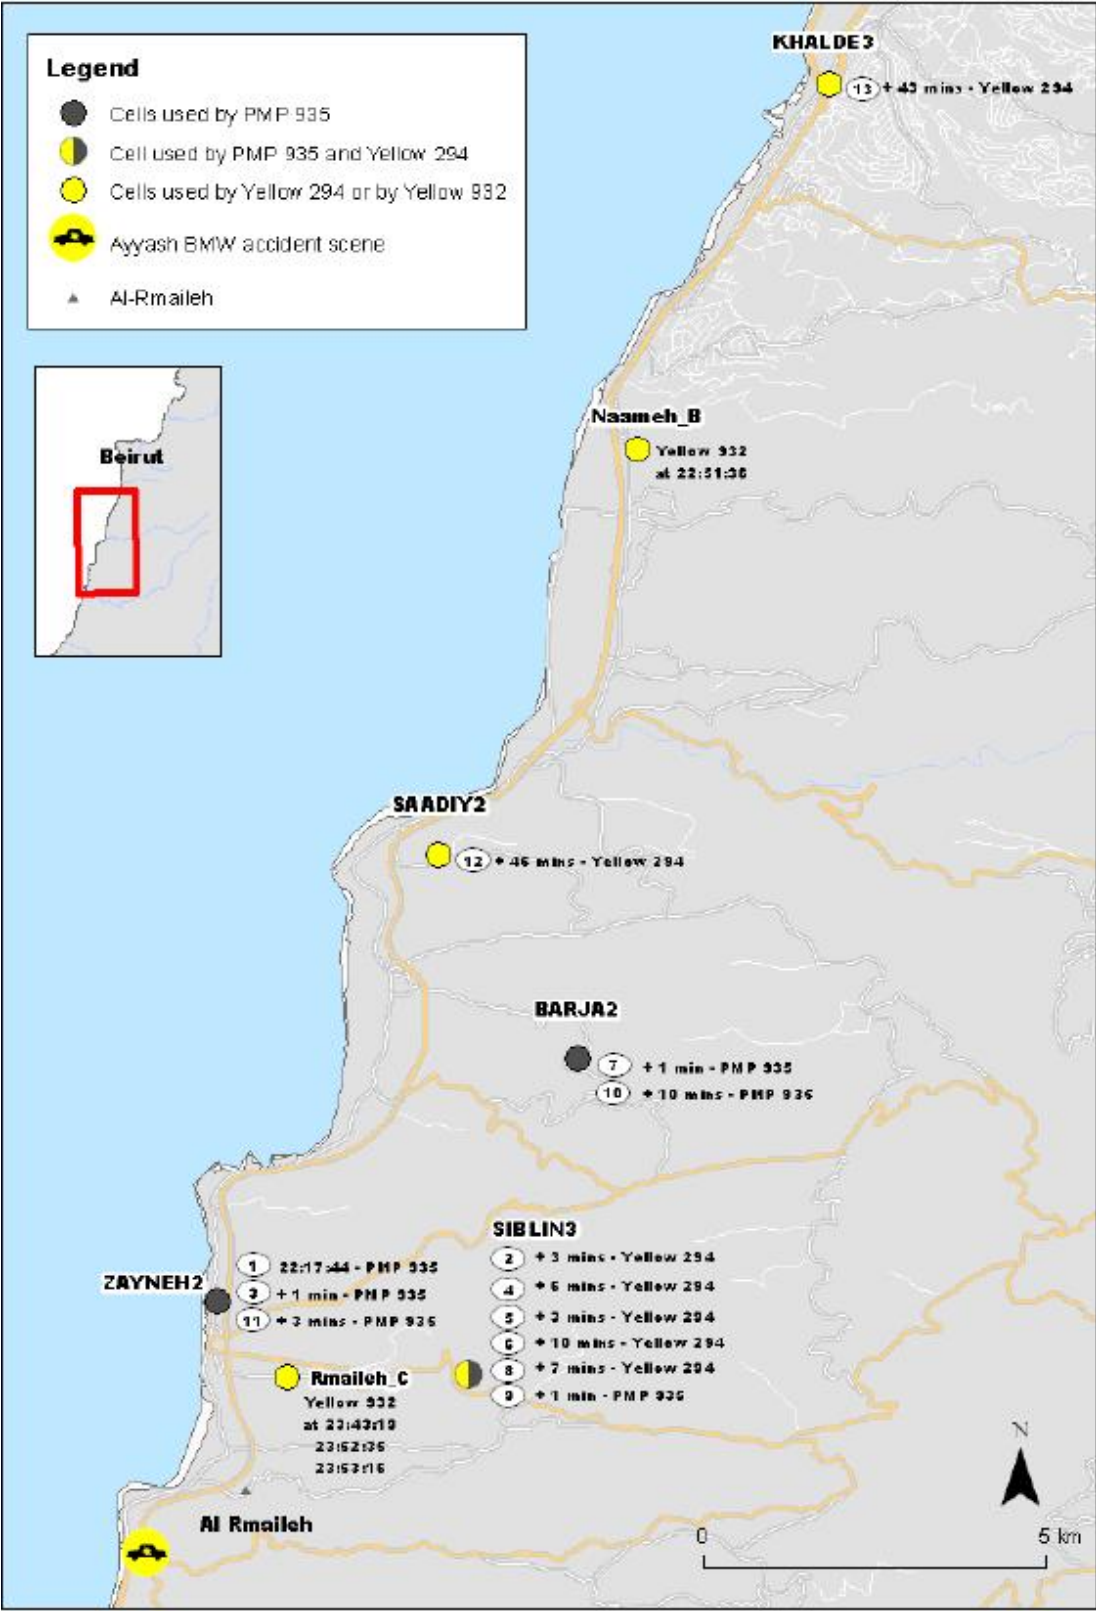 Legend
Cells used by PMP 935
Cell used by PMP 935 and Yellow 294
Cells used by Yellow 294 or by Yellow 932
Ayyash BMW accident scene
Al-Rmaileh
Beirut
KHALDE3
13 + 43 mins - Yellow 294
Naameh_B
Yellow 932
at 22:51:36
SAADIY2
12 + 46 mins - Yellow 294
BARJA2
7 + 1 min - PMP 935
10 + 10 mins - PMP 935
SIBLIN3
2 + 3 mins - Yellow 294
4 + 6 mins - Yellow 294
5 + 3 mins - Yellow 294
6 + 10 mins - Yellow 294
8 + 7 mins - Yellow 294
9 + 1 min - PMP 935
ZAYNEH2
1 22:17:44 - PMP 935
3 + 1 min - PMP 935
11 + 3 mins - PMP 935
Rmaileh_C
Yellow 932
at 23:43:19
23:52:35
23:53:16
Al Rmaileh
N
0 5 km